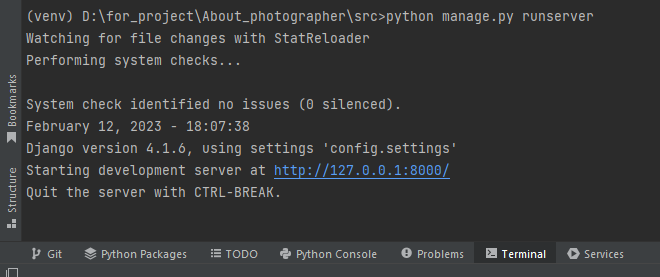 (venv) D:\for_project\About_photographer\src>python manage.py runserver
Watching for file changes with StatReloader
Performing system checks...
System check identified no issues (0 silenced).
February 12, 2023 - 18:07:38
Django version 4.1.6, using settings 'config.settings'
Starting development server at http://127.0.0.1:8000/
Quit the server with CTRL-BREAK.
Bookmarks
Structure
Git Python Packages TODO Python Console Problems Terminal Services